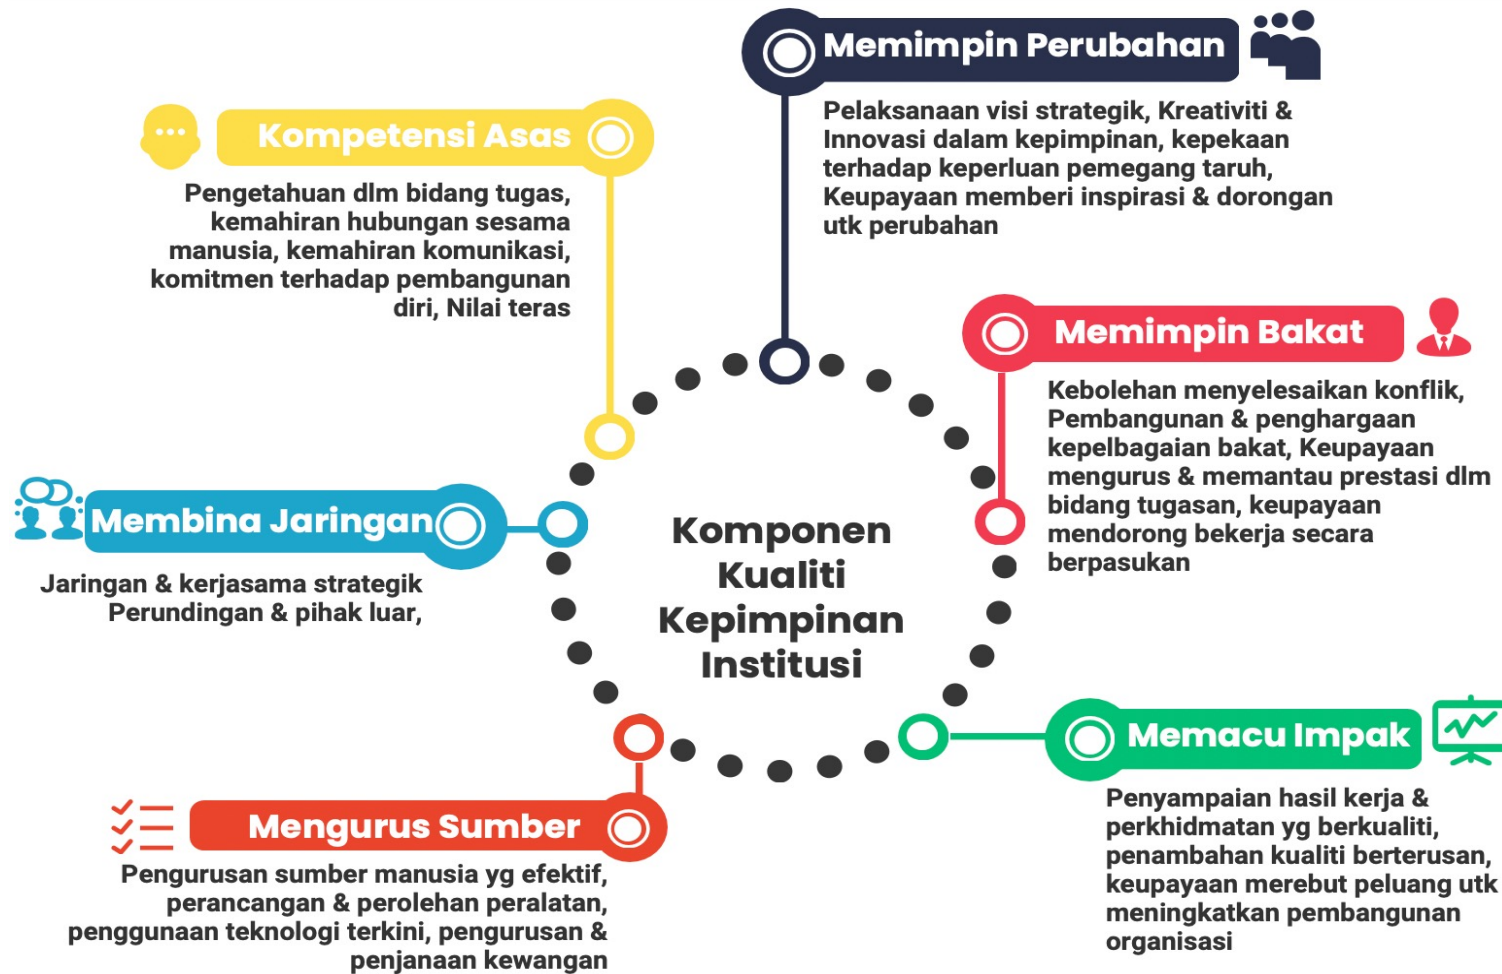 Memimpin Perubahan
Pelaksanaan visi strategik, Kreativiti &
Innovasi dalam kepimpinan, kepekaan
terhadap keperluan pemegang taruh,
Keupayaan memberi inspirasi & dorongan
utk perubahan
Kompetensi Asas
Pengetahuan dlm bidang tugas,
kemahiran hubungan sesama
manusia, kemahiran komunikasi,
komitmen terhadap pembangunan
diri, Nilai teras
Memimpin Bakat
Kebolehan menyelesaikan konflik,
Pembangunan & penghargaan
kepelbagaian bakat, Keupayaan
mengurus & memantau prestasi dlm
bidang tugasan, keupayaan
mendorong bekerja secara
berpasukan
Membina Jaringan
Jaringan & kerjasama strategik
Perundingan & pihak luar,
Komponen
Kualiti
Kepimpinan
Institusi
Memacu Impak
Penyampaian hasil kerja &
perkhidmatan yg berkualiti,
penambahan kualiti berterusan,
keupayaan merebut peluang utk
meningkatkan pembangunan
organisasi
Mengurus Sumber
Pengurusan sumber manusia yg efektif,
perancangan & perolehan peralatan,
penggunaan teknologi terkini, pengurusan &
penjanaan kewangan